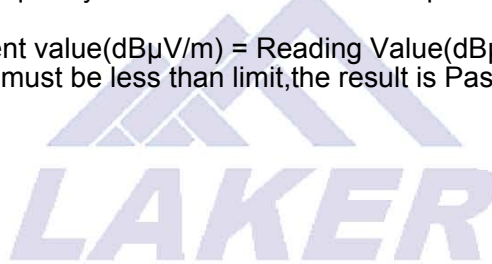 ent value(dBµV/m) = Reading Value(dBµ
must be less than limit,the result is Pas
LAKER